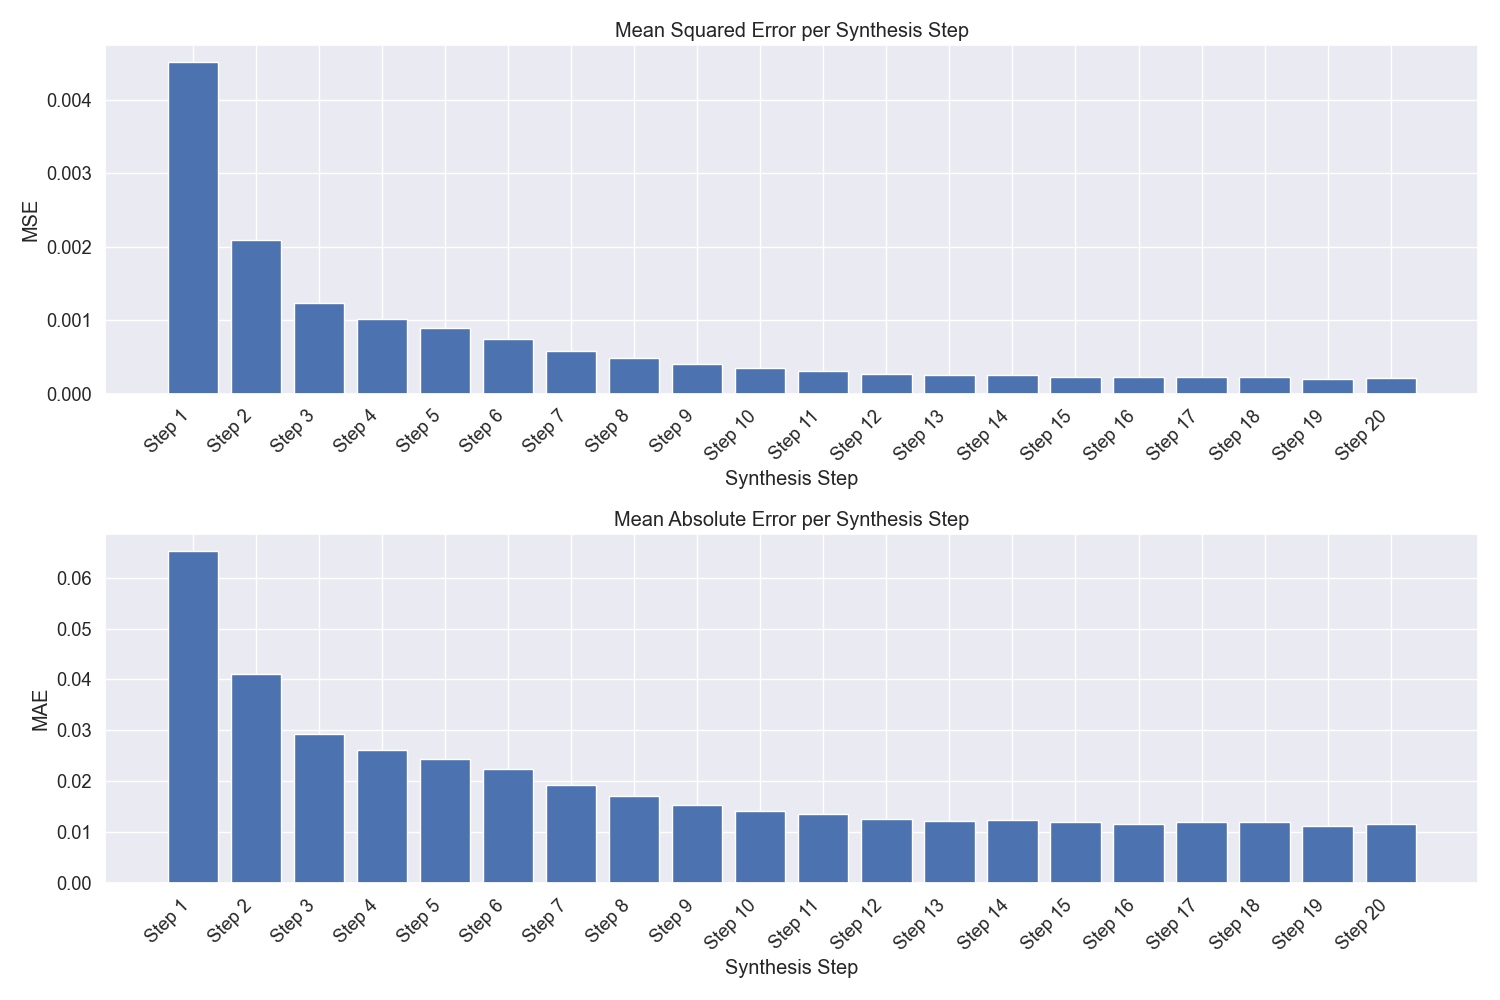 Mean Squared Error per Synthesis Step
MSE
0.004
0.003
0.002
0.001
0.000
Step 1 Step 2 Step 3 Step 4 Step 5 Step 6 Step 7 Step 8 Step 9 Step 10 Step 11 Step 12 Step 13 Step 14 Step 15 Step 16 Step 17 Step 18 Step 19 Step 20
Synthesis Step
Mean Absolute Error per Synthesis Step
MAE
0.06
0.05
0.04
0.03
0.02
0.01
0.00
Step 1 Step 2 Step 3 Step 4 Step 5 Step 6 Step 7 Step 8 Step 9 Step 10 Step 11 Step 12 Step 13 Step 14 Step 15 Step 16 Step 17 Step 18 Step 19 Step 20
Synthesis Step